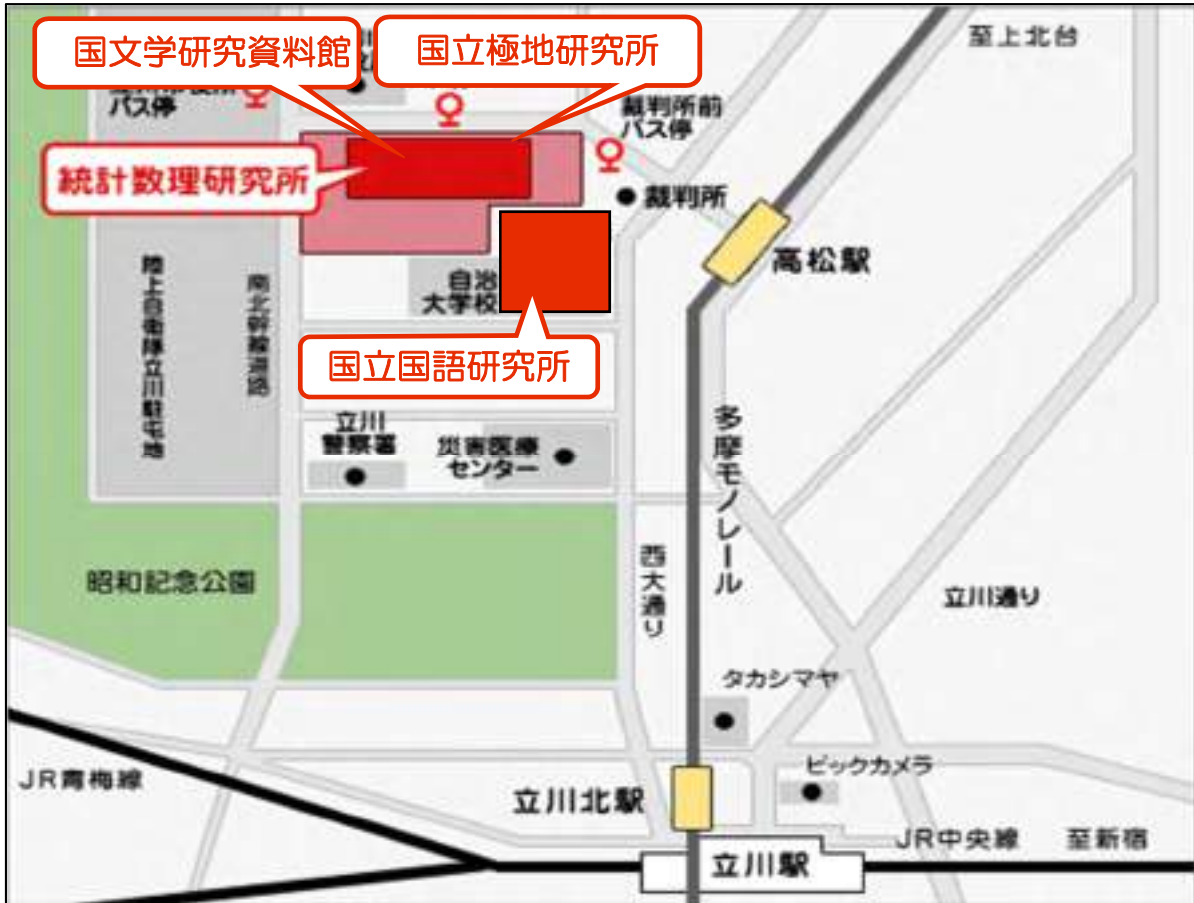 国文学研究資料館
国立極地研究所
至上北台
バス停
裁判所前
バス停
統計数理研究所
裁判所
高松駅
自治
大学校
陸上自衛隊立川駐屯地
南北幹線道路
国立国語研究所
立川
警察署
災害医療
センター
多摩モノレール
西大通り
昭和記念公園
立川通り
タカシマヤ
JR青梅線
ビックカメラ
立川北駅
JR中央線
至新宿
立川駅